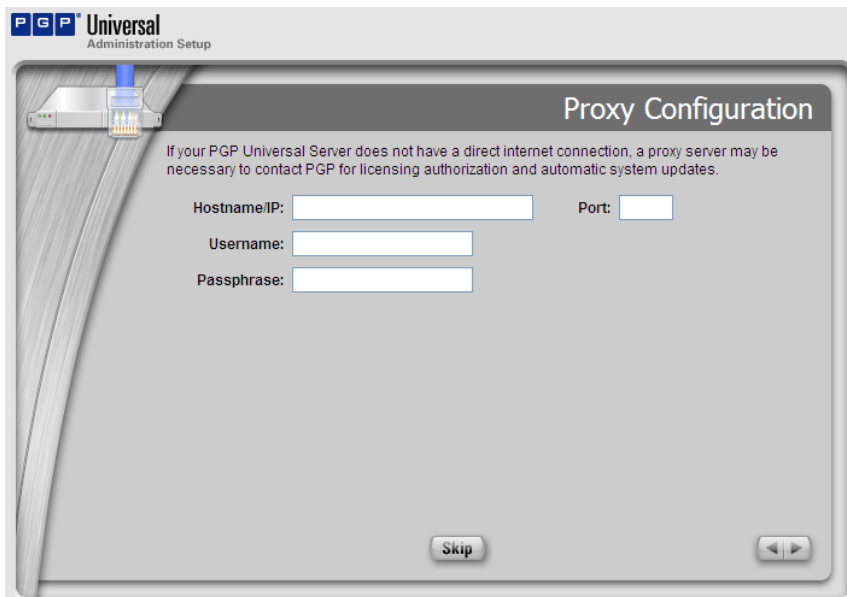 PGP® Universal
Administration Setup
Proxy Configuration
If your PGP Universal Server does not have a direct internet connection, a proxy server may be
necessary to contact PGP for licensing authorization and automatic system updates.
Hostname/IP: Port:
Username:
Passphrase:
Skip